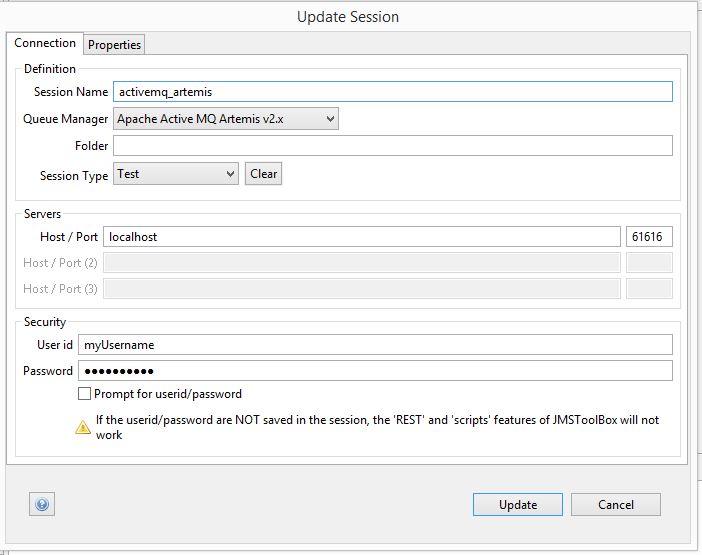 Update Session
Connection Properties
Definition
Session Name activemq_artemis
Queue Manager Apache Active MQ Artemis v2.x
Folder
Session Type Test Clear
Servers
Host / Port localhost 61616
Host / Port (2)
Host / Port (3)
Security
User id myUsername
Password ●●●●●●●●●●
Prompt for userid/password
If the userid/password are NOT saved in the session, the 'REST' and 'scripts' features of JMSToolBox will not
work
? Update Cancel